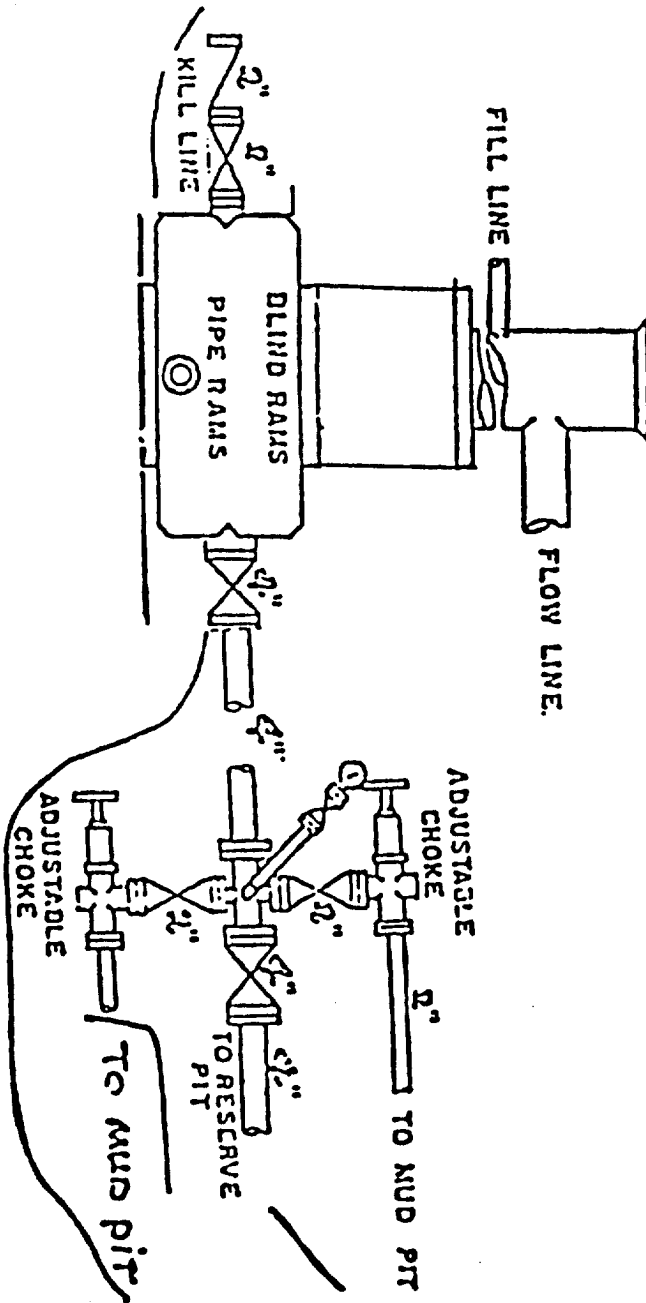 FILL LINE
FLOW LINE.
BLIND RAMS
PIPE RAMS
2"
2"
KILL LINE
4"
4"
ADJUSTABLE
CHOKE
2"
TO MUD PIT
2"
4"
4"
TO RESERVE
PIT
2"
ADJUSTABLE
CHOKE
TO MUD PIT